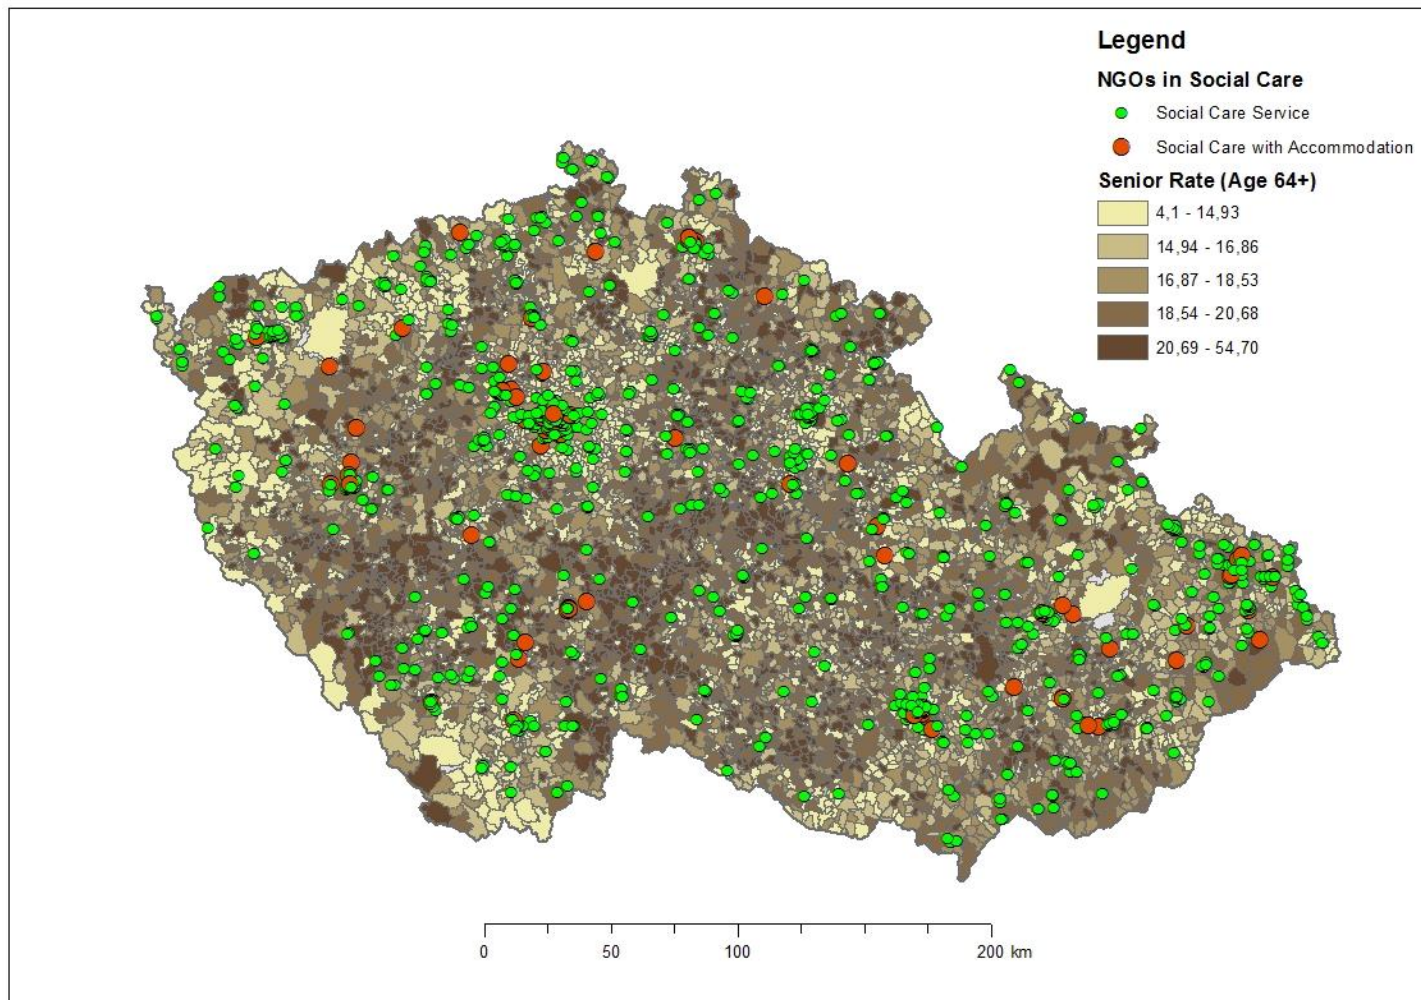 Legend
NGOs in Social Care
Social Care Service
Social Care with Accommodation
Senior Rate (Age 64+)
4,1 - 14,93
14,94 - 16,86
16,87 - 18,53
18,54 - 20,68
20,69 - 54,70
0 50 100 200 km